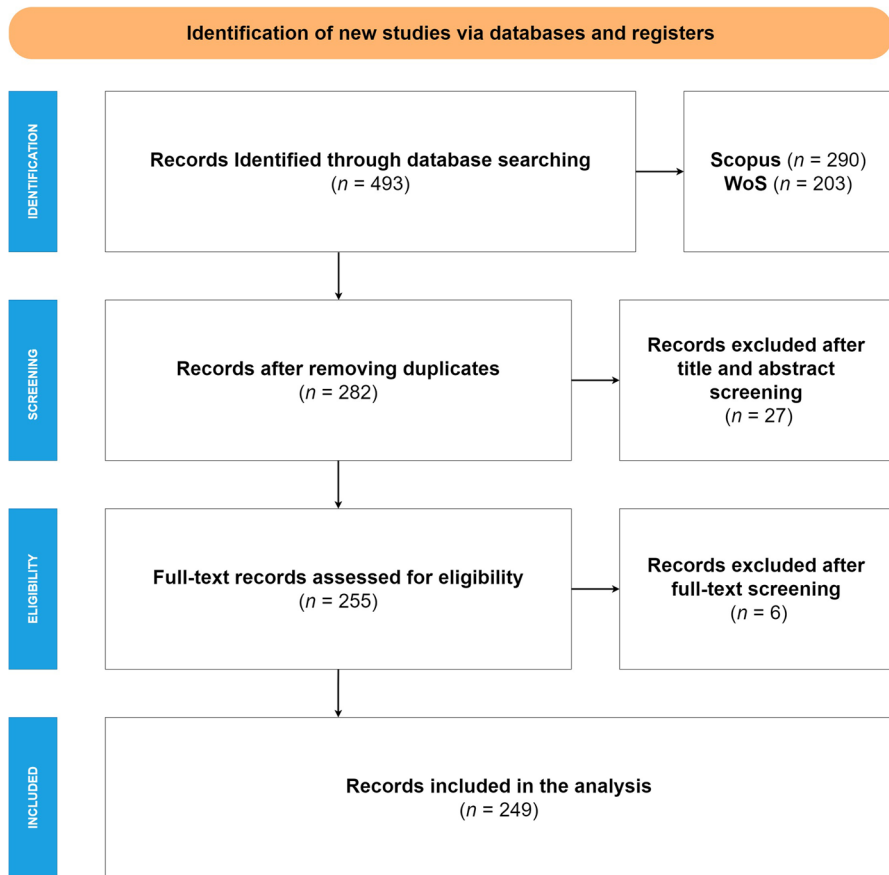 Identification of new studies via databases and registers
IDENTIFICATION
Records Identified through database searching
(n = 493)
Scopus (n = 290)
WoS (n = 203)
SCREENING
Records after removing duplicates
(n = 282)
Records excluded after
title and abstract
screening
(n = 27)
ELIGIBILITY
Full-text records assessed for eligibility
(n = 255)
Records excluded after
full-text screening
(n = 6)
INCLUDED
Records included in the analysis
(n = 249)